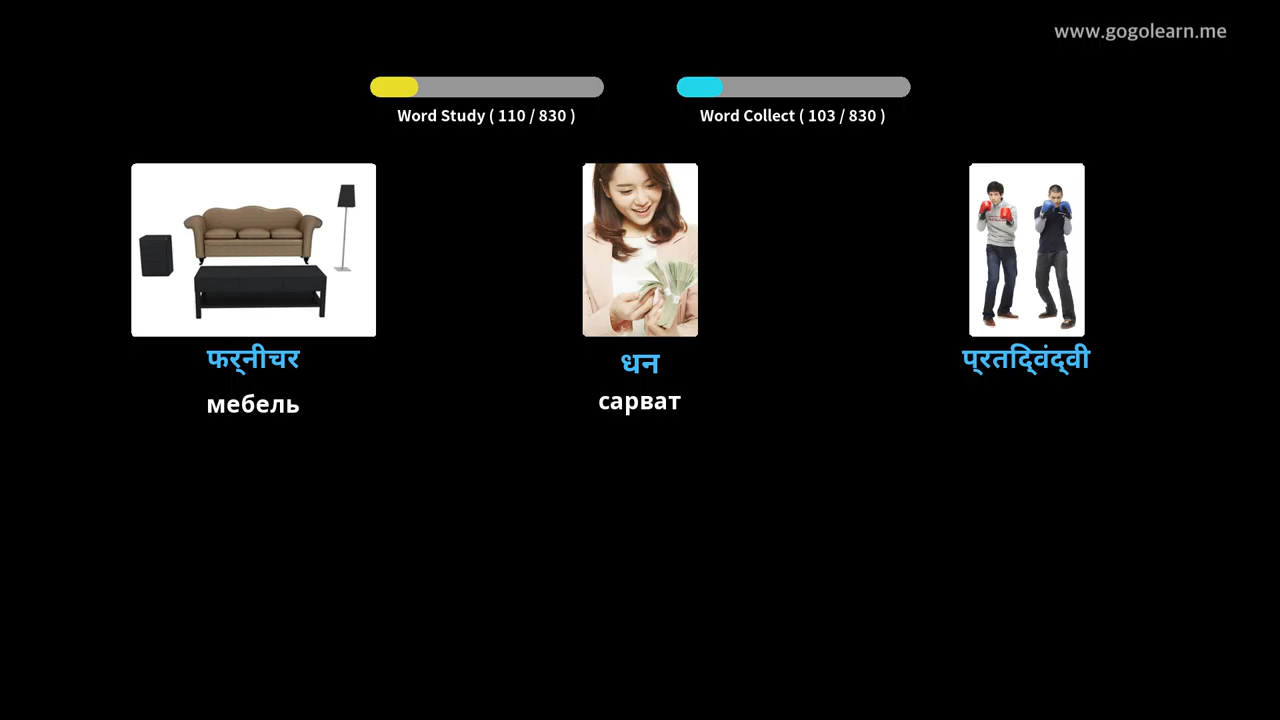 www.gogolearn.me
Word Study ( 110 / 830 )
Word Collect ( 103 / 830 )
फर्‌नीचर
धन
प्‌रतिद्‌विंद्‌वी
мебель
сарват